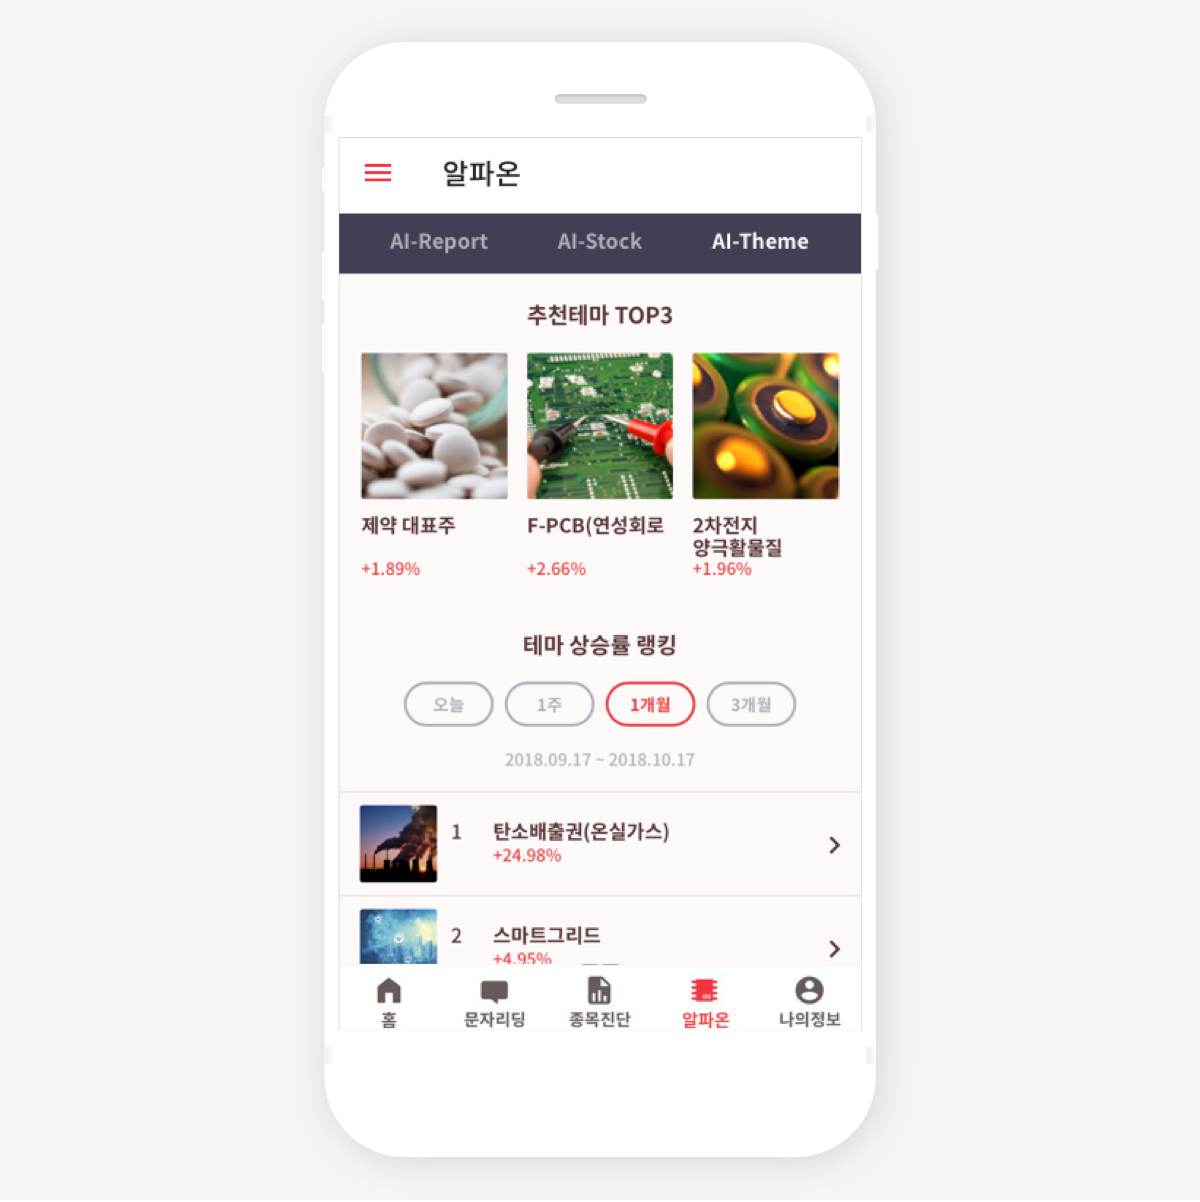 알파온
AI-Report AI-Stock AI-Theme
추천테마 TOP3
제약 대표주
+1.89%
F-PCB(연성회로
+2.66%
2차전지
양극활물질
+1.96%
테마 상승률 랭킹
오늘 1주 1개월 3개월
2018.09.17 ~ 2018.10.17
1 탄소배출권(온실가스)
+24.98%
2 스마트그리드
+4.95%
홈 문자리딩 종목진단 알파온 나의정보